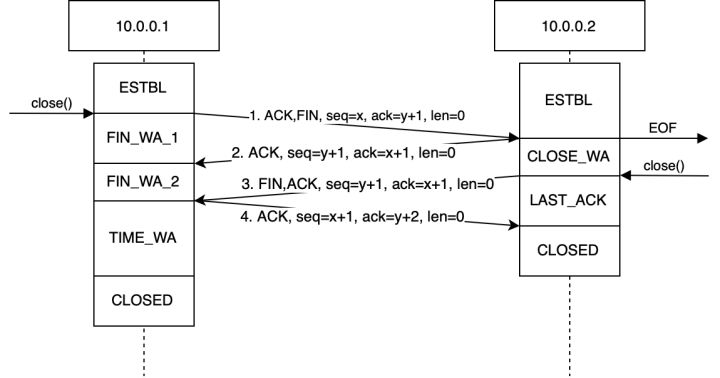 10.0.0.1
10.0.0.2
ESTBL
ESTBL
close()
1. ACK,FIN, seq=x, ack=y+1, len=0
EOF
FIN_WA_1
2. ACK, seq=y+1, ack=x+1, len=0
CLOSE_WA
close()
FIN_WA_2
3. FIN,ACK, seq=y+1, ack=x+1, len=0
LAST_ACK
4. ACK, seq=x+1, ack=y+2, len=0
TIME_WA
CLOSED
CLOSED